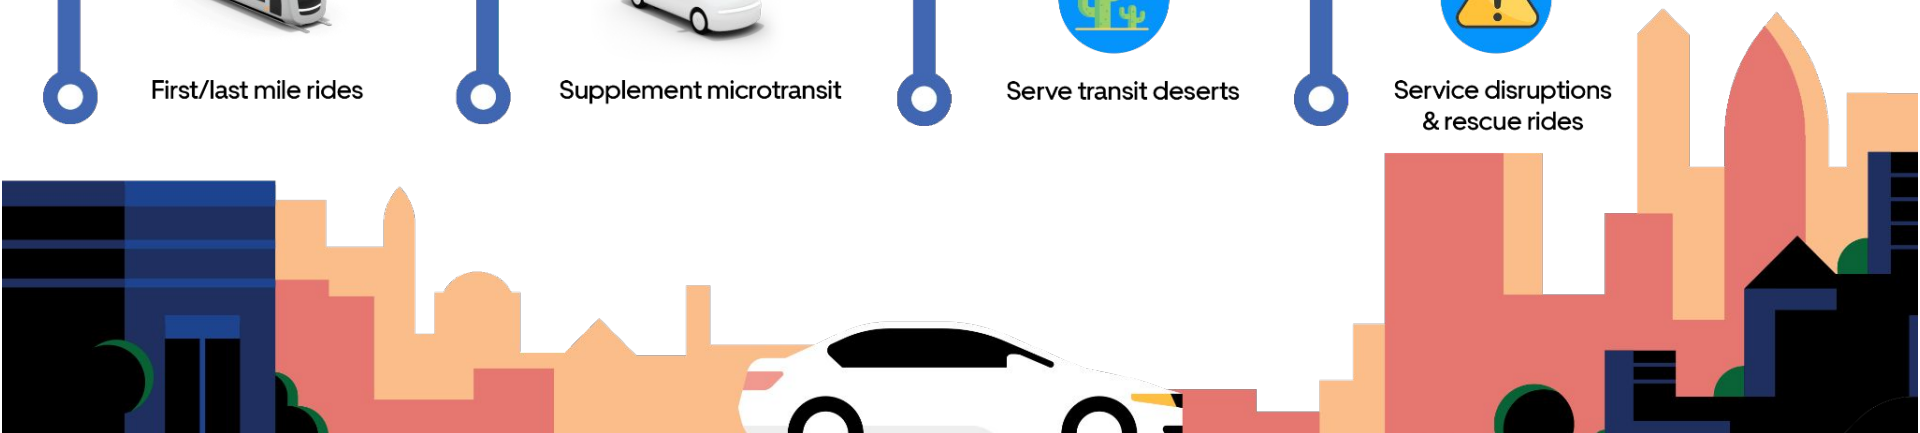 First/last mile rides
Supplement microtransit
Serve transit deserts
Service disruptions
& rescue rides